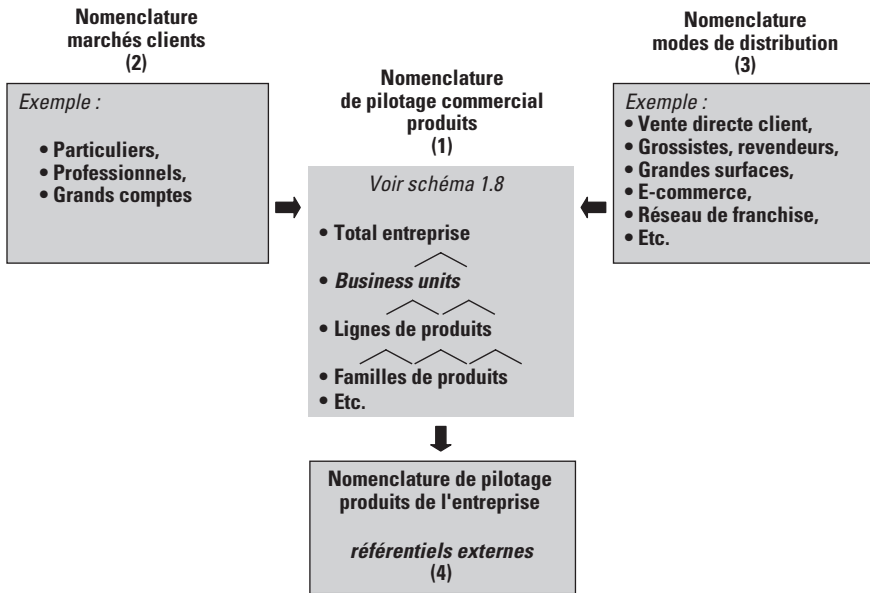 Nomenclature
marchés clients
(2)
Exemple :
• Particuliers,
• Professionnels,
• Grands comptes
Nomenclature
de pilotage commercial
produits
(1)
Voir schéma 1.8
• Total entreprise
• Business units
• Lignes de produits
• Familles de produits
• Etc.
Nomenclature
modes de distribution
(3)
Exemple :
• Vente directe client,
• Grossistes, revendeurs,
• Grandes surfaces,
• E-commerce,
• Réseau de franchise,
• Etc.
Nomenclature de pilotage
produits de l'entreprise
référentiels externes
(4)